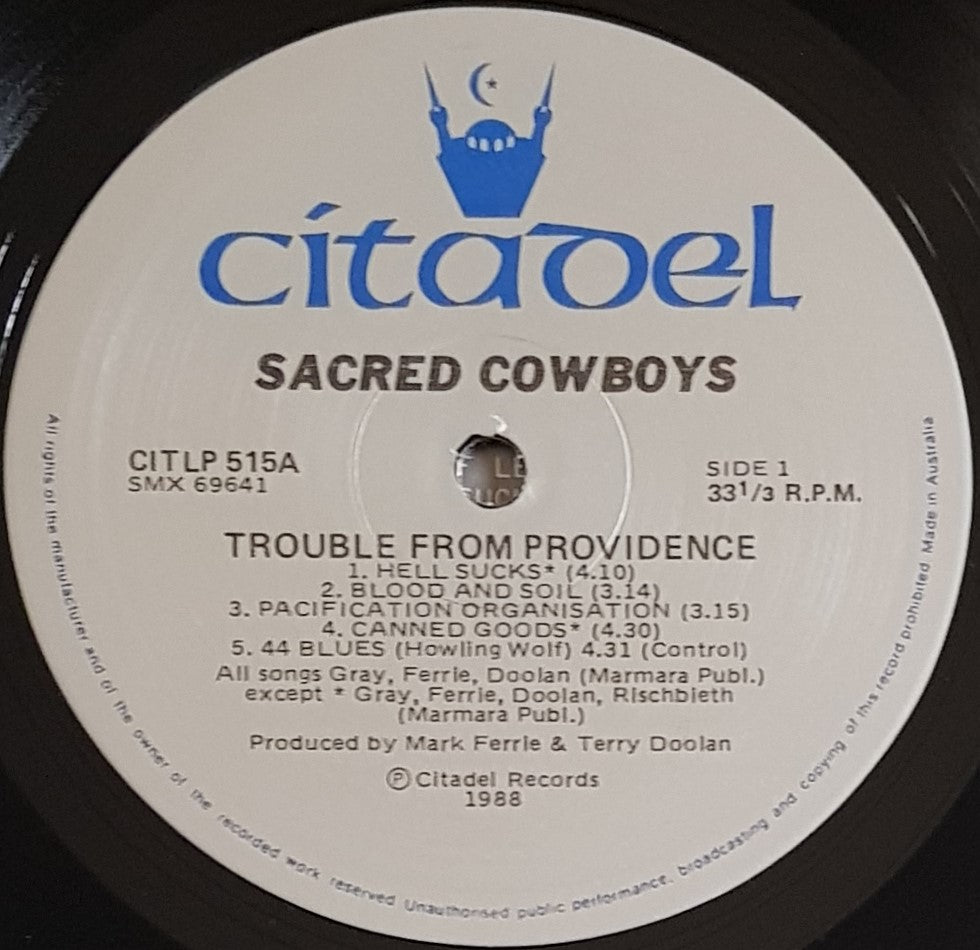 citadel
SACRED COWBOYS
CITLP 515A
SMX 69641
SIDE 1
33 1/3 R.P.M.
TROUBLE FROM PROVIDENCE
1. HELL SUCKS* (4.10)
2. BLOOD AND SOIL (3.14)
3. PACIFICATION ORGANISATION (3.15)
4. CANNED GOODS* (4.30)
5. 44 BLUES (Howling Wolf) 4.31 (Control)
All songs Gray, Ferrie, Doolan (Marmara Publ.)
except * Gray, Ferrie, Doolan, Rischbieth
(Marmara Publ.)
Produced by Mark Ferrie & Terry Doolan
Ⓟ Citadel Records
1988
All rights of the manufacturer and of the owner of the recorded work reserved Unauthorised public performance, broadcasting and copying of this record prohibited Made in Australia